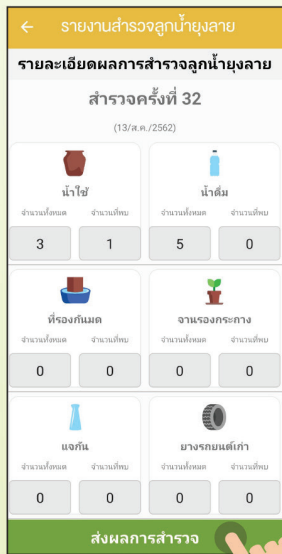 รายงานสำรวจลูกน้ำยุงลาย
รายละเอียดผลการสำรวจลูกน้ำยุงลาย
สำรวจครั้งที่ 32
(13/ส.ค./2562)
น้ำใช้
จำนวนทั้งหมด จำนวนที่พบ
3 1
น้ำดื่ม
จำนวนทั้งหมด จำนวนที่พบ
5 0
ที่รองกันมด
จำนวนทั้งหมด จำนวนที่พบ
0 0
จานรองกระถาง
จำนวนทั้งหมด จำนวนที่พบ
0 0
แจกัน
จำนวนทั้งหมด จำนวนที่พบ
0 0
ยางรถยนต์เก่า
จำนวนทั้งหมด จำนวนที่พบ
0 0
ส่งผลการสำรวจ